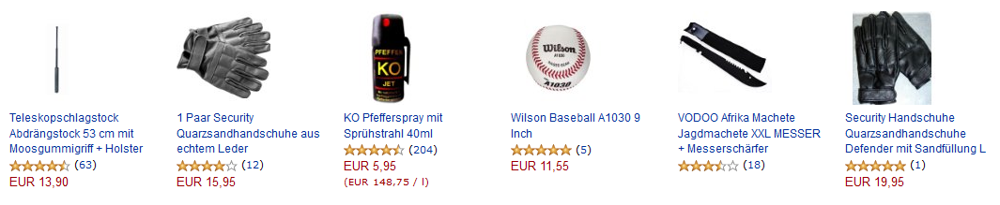 PFEFFER
KO
JET
Wilson
A1030
A1030
Teleskopschlagstock
Abdrängstock 53 cm mit
Moosgummigriff + Holster
(63)
EUR 13,90
1 Paar Security
Quarzsandhandschuhe aus
echtem Leder
(12)
EUR 15,95
KO Pfefferspray mit
Sprühstrahl 40ml
(204)
EUR 5,95
(EUR 148,75 / l)
Wilson Baseball A1030 9
Inch
(5)
EUR 11,55
VODOO Afrika Machete
Jagdmachete XXL MESSER
+ Messerschärfer
(18)
Security Handschuhe
Quarzsandhandschuhe
Defender mit Sandfüllung L
(1)
EUR 19,95